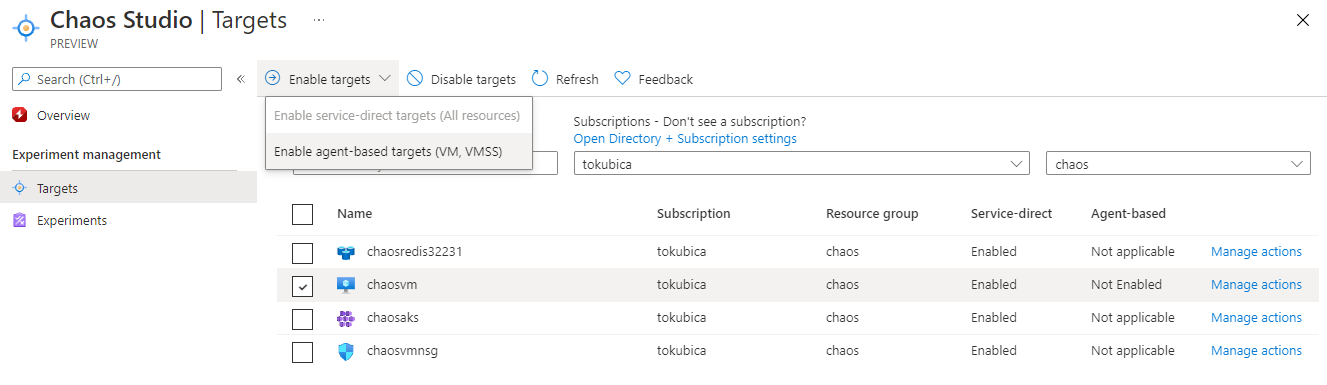 Chaos Studio | Targets ...
PREVIEW
Search (Ctrl+/)
«
Enable targets
Disable targets
Refresh
Feedback
Overview
Experiment management
Targets
Experiments
Enable service-direct targets (All resources)
Enable agent-based targets (VM, VMSS)
Subscriptions - Don't see a subscription?
Open Directory + Subscription settings
tokubica
chaos
Name Subscription Resource group Service-direct Agent-based
chaosredis32231 tokubica chaos Enabled Not applicable Manage actions
chaosvm tokubica chaos Enabled Not Enabled Manage actions
chaosaks tokubica chaos Enabled Not applicable Manage actions
chaosvmnsg tokubica chaos Enabled Not applicable Manage actions